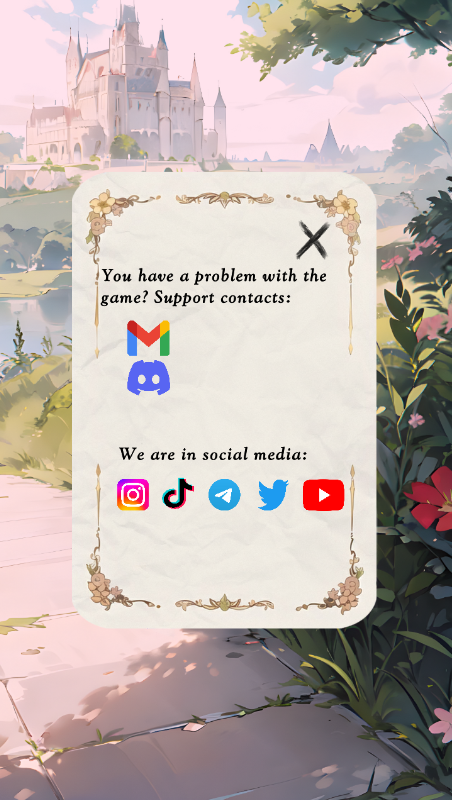 You have a problem with the
game? Support contacts:
We are in social media: